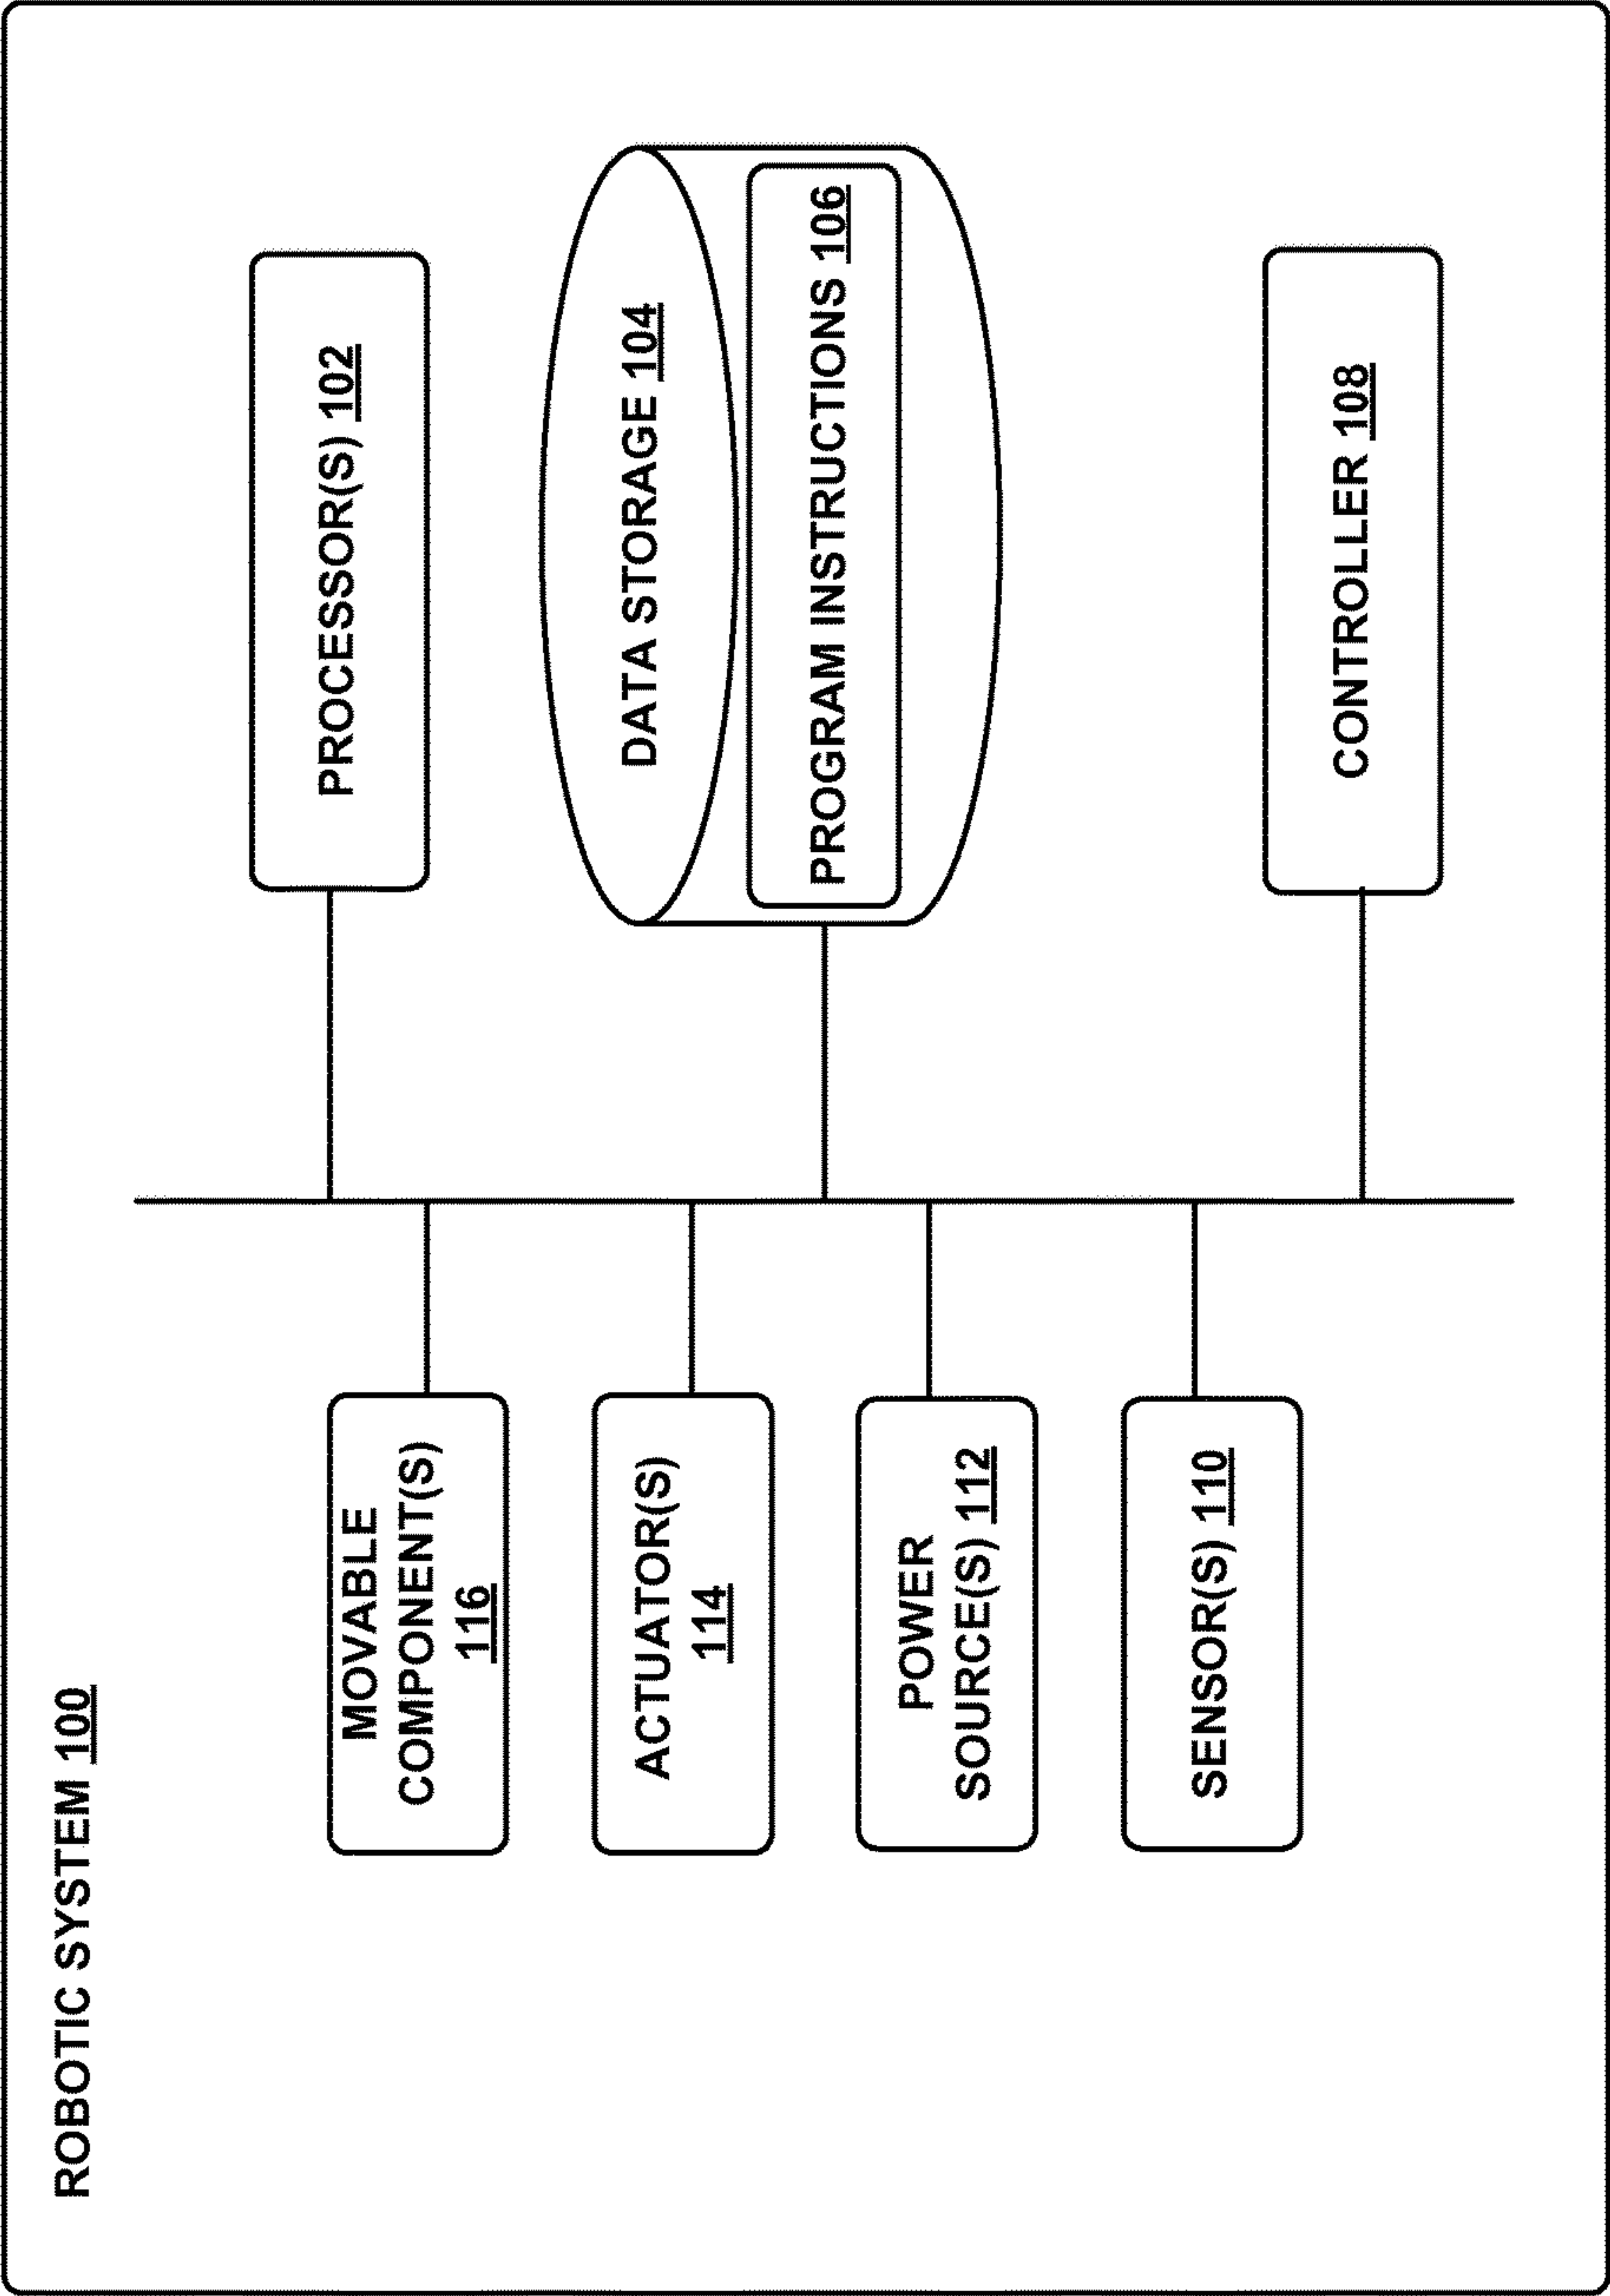 ROBOTIC SYSTEM 100
MOVABLE
COMPONENT(S)
116
ACTUATOR(S)
114
POWER
SOURCE(S) 112
SENSOR(S) 110
PROCESSOR(S) 102
DATA STORAGE 104
PROGRAM INSTRUCTIONS 106
CONTROLLER 108